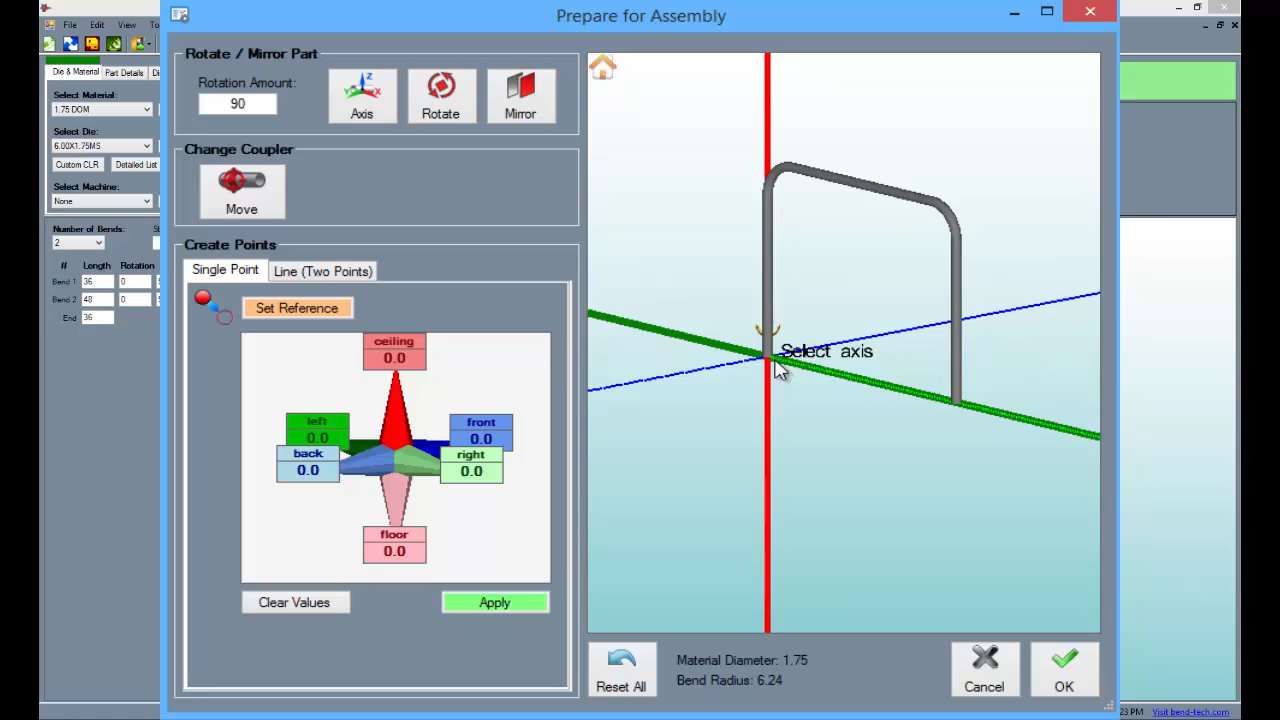 Prepare for Assembly
File Edit View To
Die & Material Part Details Di
Select Material:
1.75 DOM
Select Die:
6.00X1.75MS
Custom CLR Detailed List
Select Machine:
None
Number of Bends: St
2
# Length Rotation
Bend 1 36 0
Bend 2 48 0
End 36
Rotate / Mirror Part
Rotation Amount:
90
Axis Rotate Mirror
Change Coupler
Move
Create Points
Single Point Line (Two Points)
Set Reference
ceiling
0.0
left
0.0
front
0.0
back
0.0
right
0.0
floor
0.0
Clear Values Apply
Select axis
Reset All
Material Diameter: 1.75
Bend Radius: 6.24
Cancel OK
23 PM Visit bend-tech.com